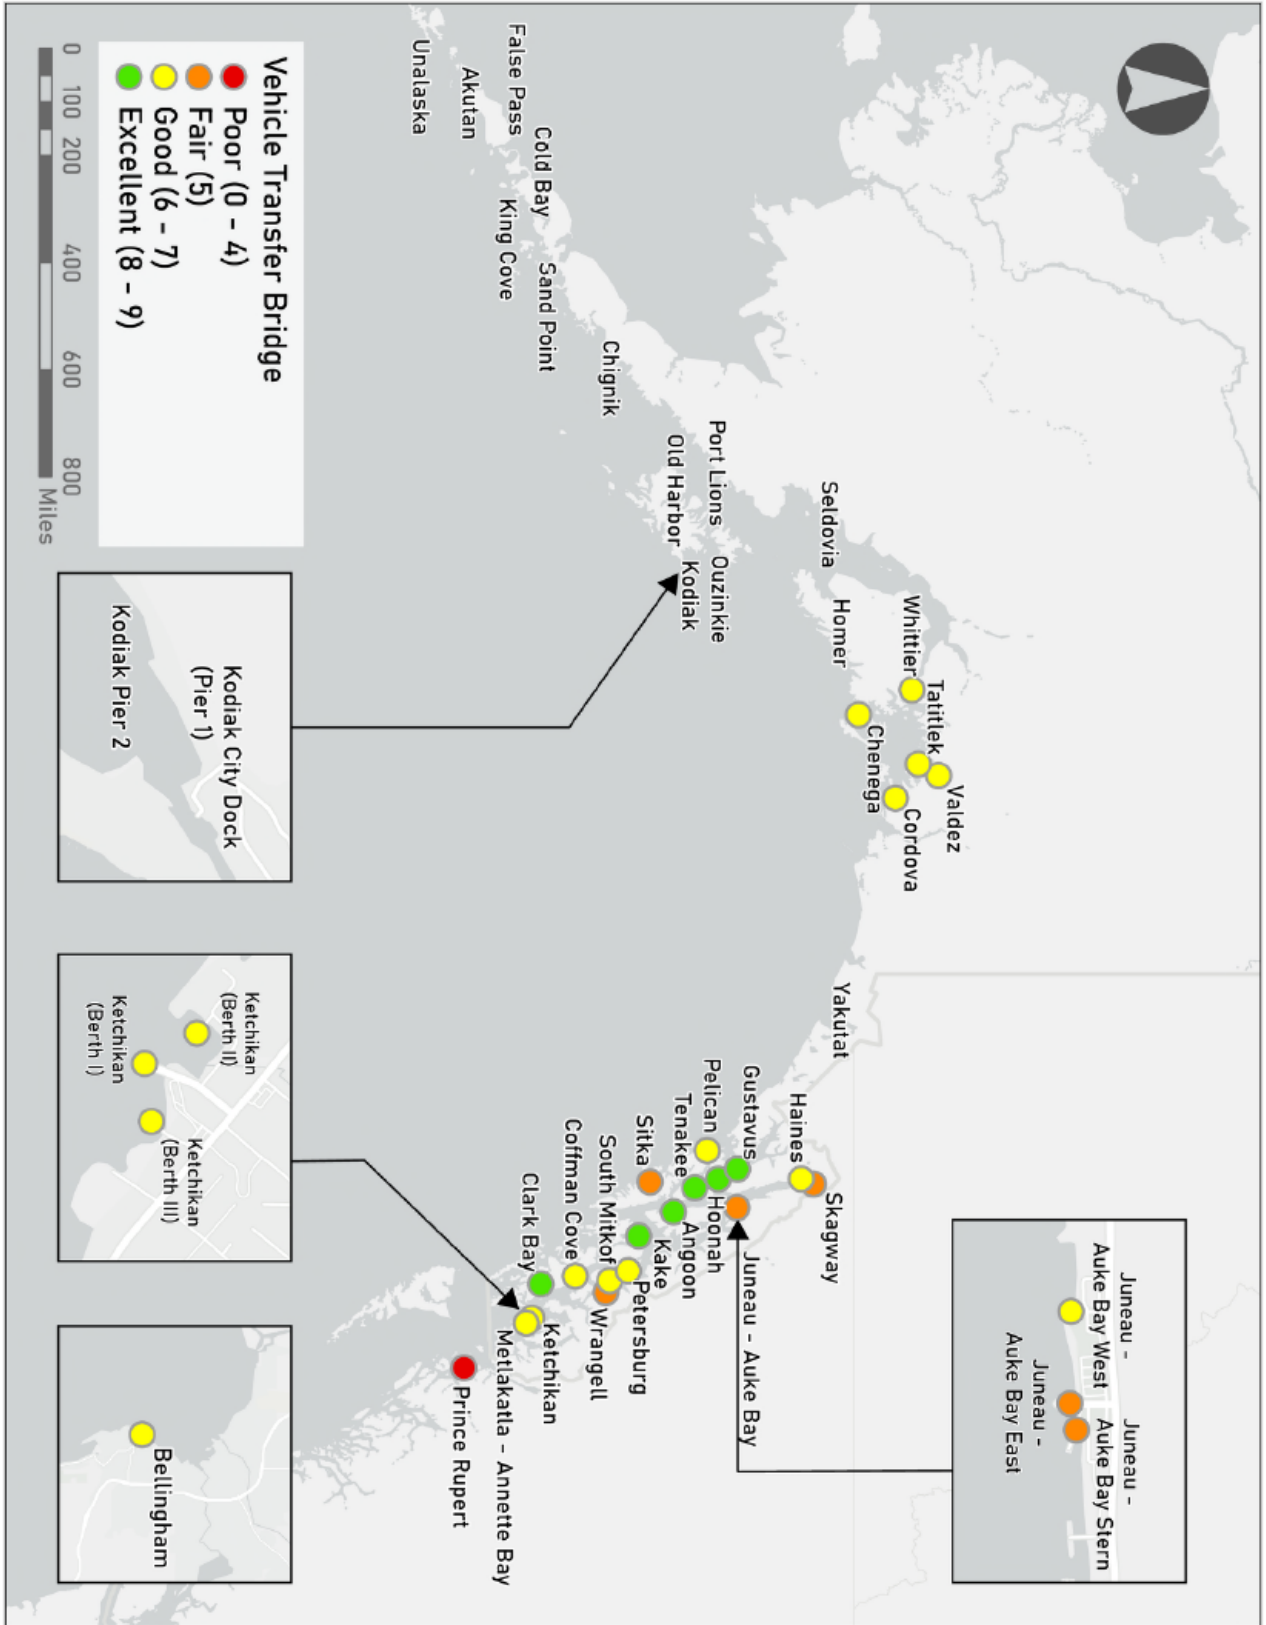 False Pass
Unalaska
Akutan
Cold Bay
King Cove
Sand Point
Chignik
Port Lions
Old Harbor
Ouzinkie
Kodiak
Seldovia
Homer
Whittier
Tatitlek
Chenega
Valdez
Cordova
Yakutat
Haines
Skagway
Gustavus
Pelican
Tenakee
Hoonah
Angoon
Juneau - Auke Bay
Sitka
Kake
South Mitkof
Petersburg
Coffman Cove
Wrangell
Clark Bay
Ketchikan
Metlakatla - Annette Bay
Prince Rupert
Juneau -
Auke Bay West
Juneau -
Auke Bay Stern
Juneau -
Auke Bay East
Vehicle Transfer Bridge
Poor (0 - 4)
Fair (5)
Good (6 - 7)
Excellent (8 - 9)
0 100 200 400 600 800
Miles
Kodiak City Dock
(Pier 1)
Kodiak Pier 2
Ketchikan
(Berth II)
Ketchikan
(Berth I)
Ketchikan
(Berth III)
Bellingham